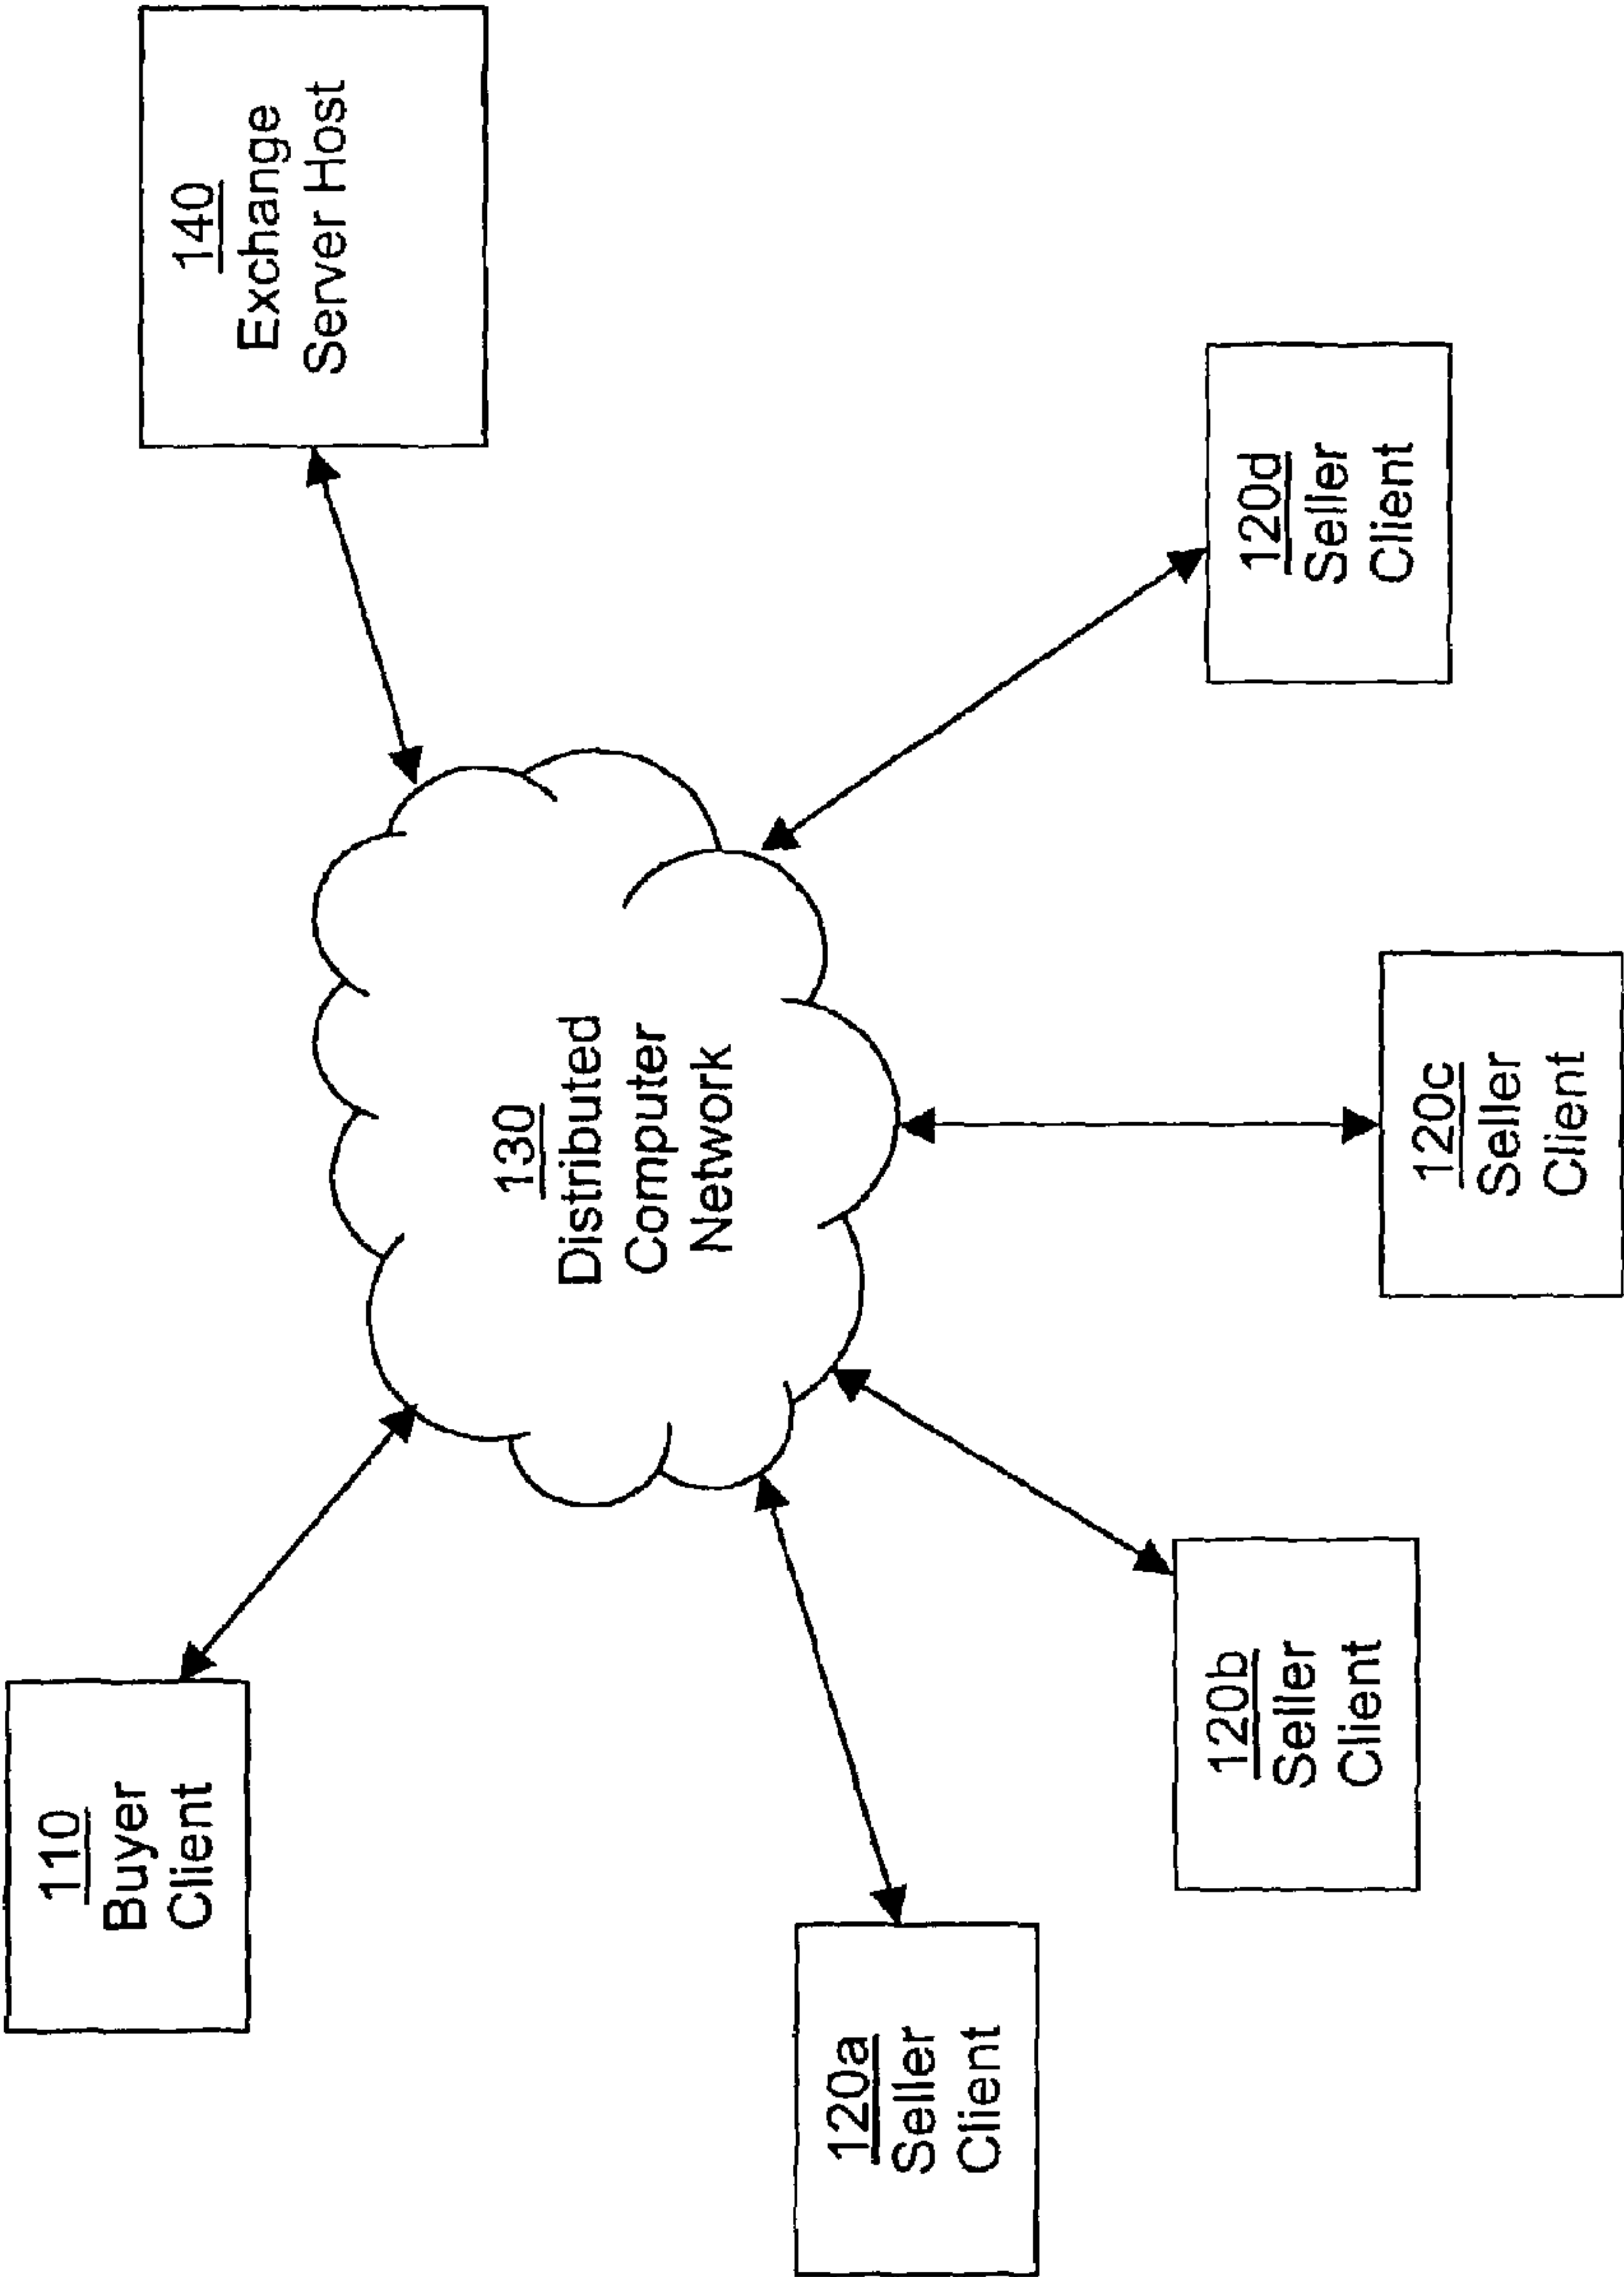 110
Buyer
Client
140
Exchange
Server Host
130
Distributed
Computer
Network
120a
Seller
Client
120b
Seller
Client
120c
Seller
Client
120d
Seller
Client